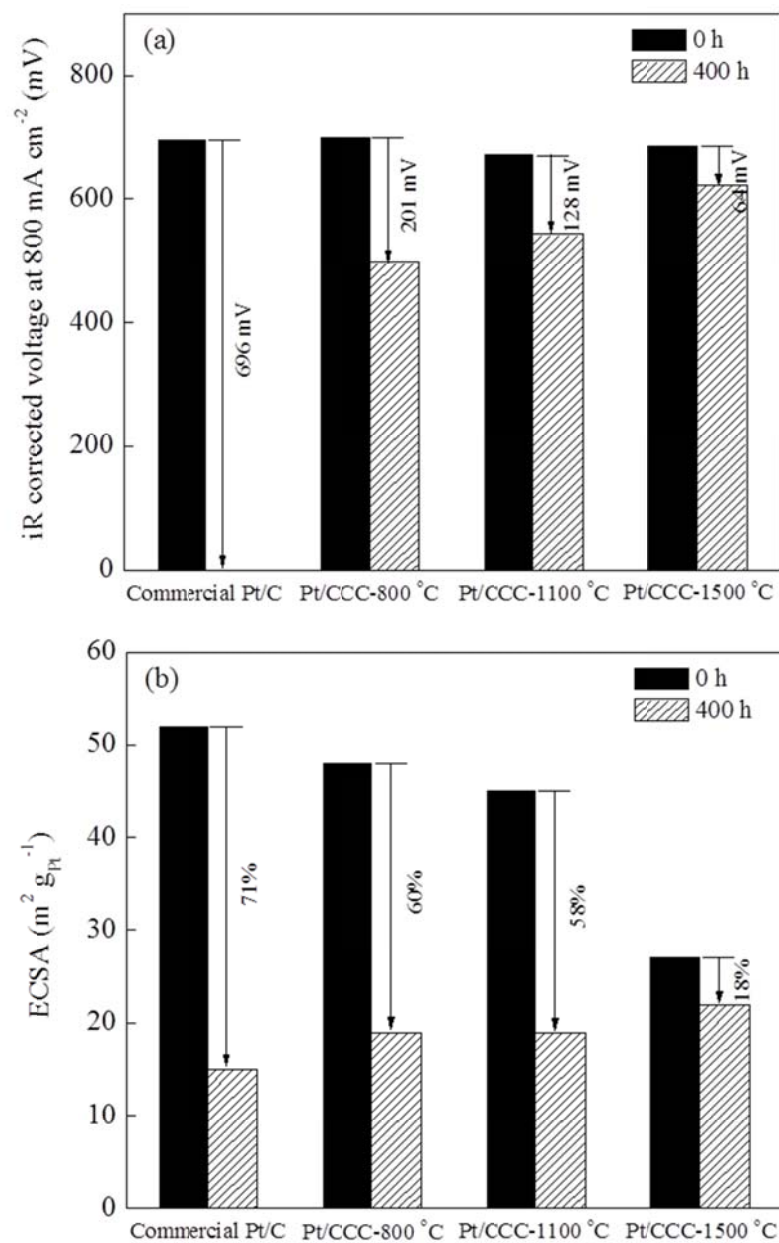 (a)
0 h
400 h
iR corrected voltage at 800 mA cm⁻² (mV)
800
600
400
200
0
696 mV
201 mV
128 mV
64 mV
Commercial Pt/C
Pt/CCC-800 °C
Pt/CCC-1100 °C
Pt/CCC-1500 °C
(b)
0 h
400 h
ECSA (m² gPt⁻¹)
60
50
40
30
20
10
0
71%
60%
58%
18%
Commercial Pt/C
Pt/CCC-800 °C
Pt/CCC-1100 °C
Pt/CCC-1500 °C